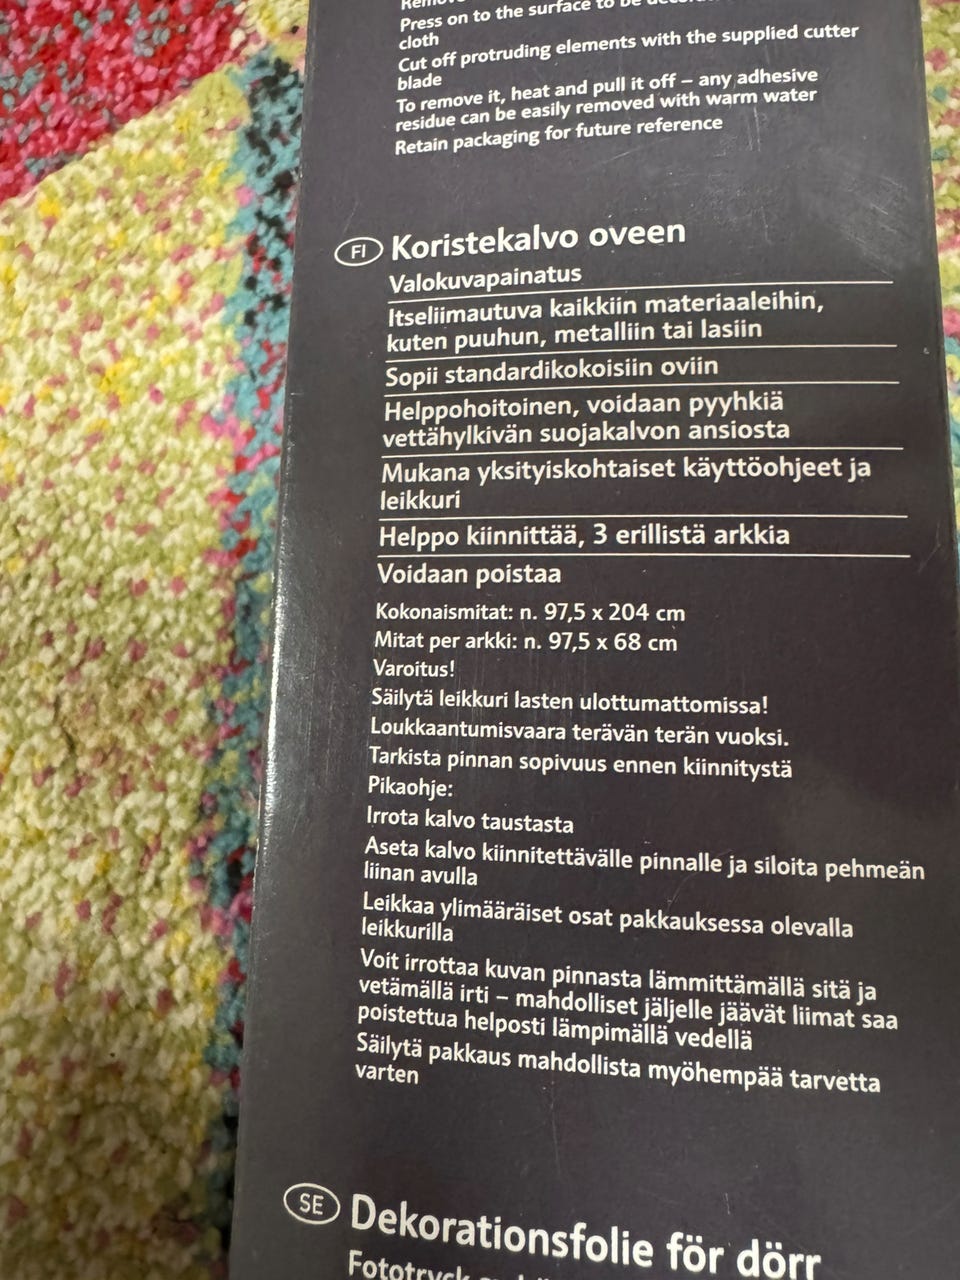 Press on to the surface to be
cloth
Cut off protruding elements with the supplied cutter
blade
To remove it, heat and pull it off – any adhesive
residue can be easily removed with warm water
Retain packaging for future reference
FI Koristekalvo oveen
Valokuvapainatus
Itseliimautuva kaikkiin materiaaleihin,
kuten puuhun, metalliin tai lasiin
Sopii standardikokoisiin oviin
Helppohoitoinen, voidaan pyyhkiä
vettähylkivän suojakalvon ansiosta
Mukana yksityiskohtaiset käyttöohjeet ja
leikkuri
Helppo kiinnittää, 3 erillistä arkkia
Voidaan poistaa
Kokonaismitat: n. 97,5 x 204 cm
Mitat per arkki: n. 97,5 x 68 cm
Varoitus!
Säilytä leikkuri lasten ulottumattomissa!
Loukkaantumisvaara terävän terän vuoksi.
Tarkista pinnan sopivuus ennen kiinnitystä
Pikaohje:
Irrota kalvo taustasta
Aseta kalvo kiinnitettävälle pinnalle ja siloita pehmeän
liinan avulla
Leikkaa ylimääräiset osat pakkauksessa olevalla
leikkurilla
Voit irrottaa kuvan pinnasta lämmittämällä sitä ja
vetämällä irti – mahdolliset jäljelle jäävät liimat saa
poistettua helposti lämpimällä vedellä
Säilytä pakkaus mahdollista myöhempää tarvetta
varten
SE Dekorationsfolie för dörr
Fototryck